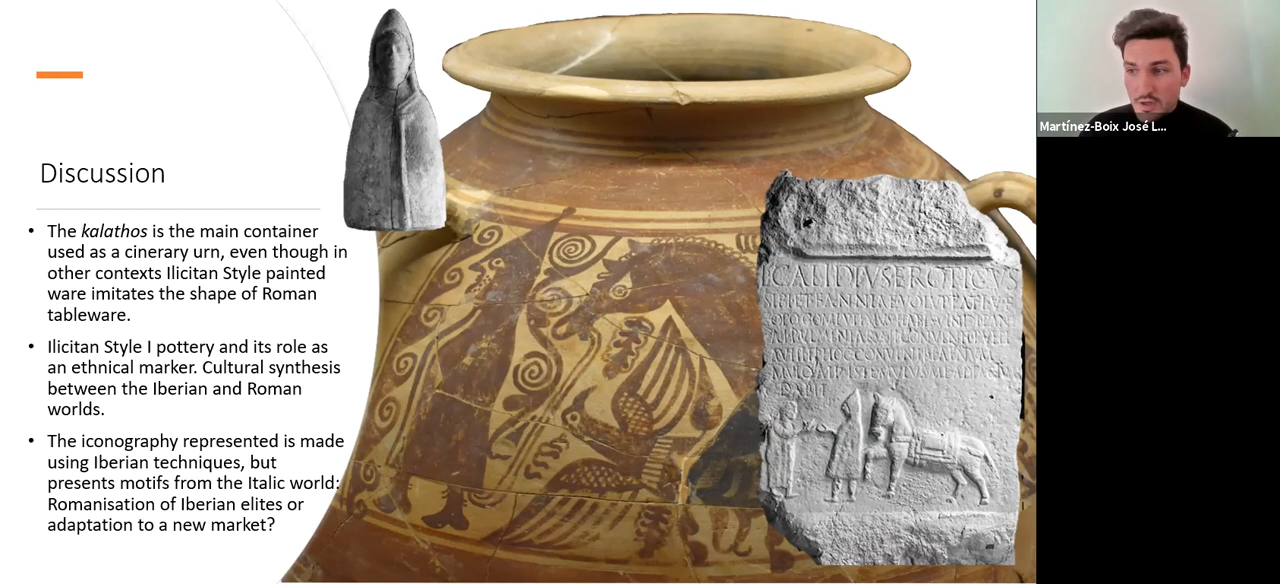 Discussion
• The kalathos is the main container
used as a cinerary urn, even though in
other contexts Ilicitan Style painted
ware imitates the shape of Roman
tableware.
• Ilicitan Style I pottery and its role as
an ethnical marker. Cultural synthesis
between the Iberian and Roman
worlds.
• The iconography represented is made
using Iberian techniques, but
presents motifs from the Italic world:
Romanisation of Iberian elites or
adaptation to a new market?
CALIDIVS EROTICVS
Martínez-Boix José L...